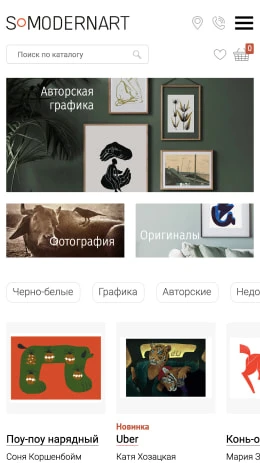 SOMODERNART
Поиск по каталогу
0
Авторская
графика
Фотография
Оригиналы
Черно-белые
Графика
Авторские
Недо
Поу-поу нарядный
Соня Коршенбойм
Новинка
Uber
Катя Хозацкая
Конь-о
Мария З